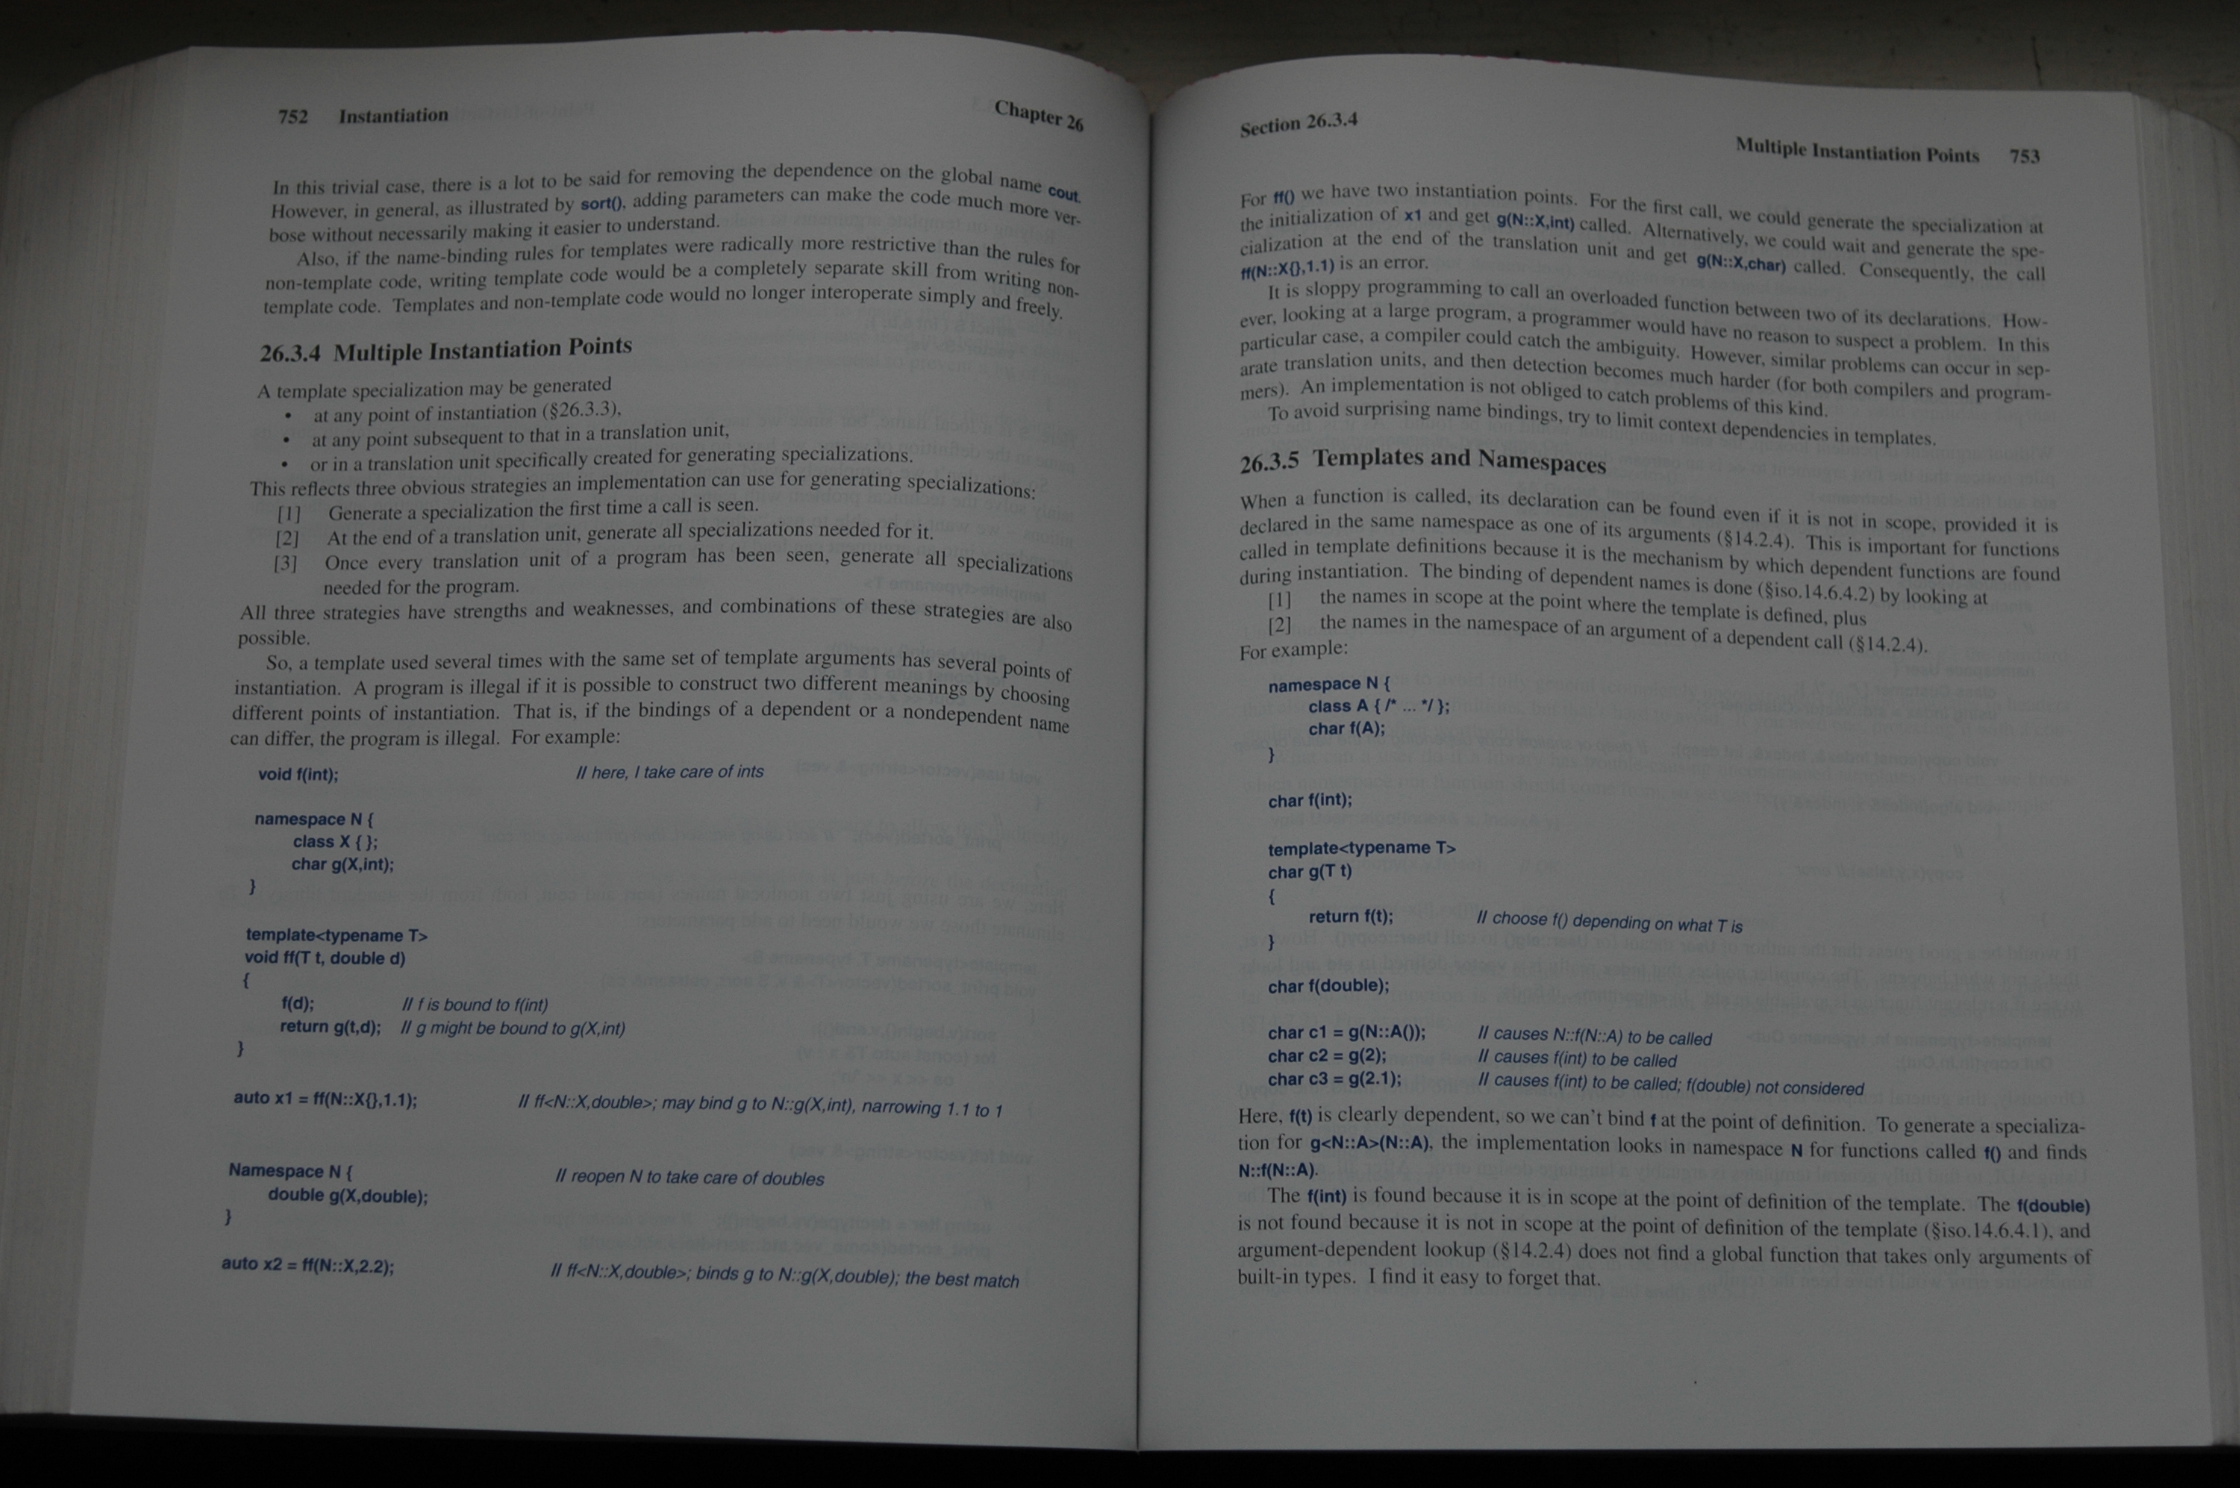 752 Instantiation Chapter 26
In this trivial case, there is a lot to be said for removing the dependence on the global name cout.
However, in general, as illustrated by sort(), adding parameters can make the code much more ver-
bose without necessarily making it easier to understand.
Also, if the name-binding rules for templates were radically more restrictive than the rules for
non-template code, writing template code would be a completely separate skill from writing non-
template code. Templates and non-template code would no longer interoperate simply and freely.
26.3.4 Multiple Instantiation Points
A template specialization may be generated
• at any point of instantiation (§26.3.3),
• at any point subsequent to that in a translation unit,
• or in a translation unit specifically created for generating specializations.
This reflects three obvious strategies an implementation can use for generating specializations:
[1] Generate a specialization the first time a call is seen.
[2] At the end of a translation unit, generate all specializations needed for it.
[3] Once every translation unit of a program has been seen, generate all specializations
needed for the program.
All three strategies have strengths and weaknesses, and combinations of these strategies are also
possible.
So, a template used several times with the same set of template arguments has several points of
instantiation. A program is illegal if it is possible to construct two different meanings by choosing
different points of instantiation. That is, if the bindings of a dependent or a nondependent name
can differ, the program is illegal. For example:
void f(int); // here, I take care of ints
namespace N {
class X { };
char g(X,int);
}
template<typename T>
void ff(T t, double d)
{
f(d); // f is bound to f(int)
return g(t,d); // g might be bound to g(X,int)
}
auto x1 = ff(N::X{},1.1); // ff<N::X,double>; may bind g to N::g(X,int), narrowing 1.1 to 1
Namespace N { // reopen N to take care of doubles
double g(X,double);
}
auto x2 = ff(N::X,2.2); // ff<N::X,double>; binds g to N::g(X,double); the best match
Section 26.3.4 Multiple Instantiation Points 753
For ff() we have two instantiation points. For the first call, we could generate the specialization at
the initialization of x1 and get g(N::X,int) called. Alternatively, we could wait and generate the spe-
cialization at the end of the translation unit and get g(N::X,char) called. Consequently, the call
ff(N::X{},1.1) is an error.
It is sloppy programming to call an overloaded function between two of its declarations. How-
ever, looking at a large program, a programmer would have no reason to suspect a problem. In this
particular case, a compiler could catch the ambiguity. However, similar problems can occur in sep-
arate translation units, and then detection becomes much harder (for both compilers and program-
mers). An implementation is not obliged to catch problems of this kind.
To avoid surprising name bindings, try to limit context dependencies in templates.
26.3.5 Templates and Namespaces
When a function is called, its declaration can be found even if it is not in scope, provided it is
declared in the same namespace as one of its arguments (§14.2.4). This is important for functions
called in template definitions because it is the mechanism by which dependent functions are found
during instantiation. The binding of dependent names is done (§iso.14.6.4.2) by looking at
[1] the names in scope at the point where the template is defined, plus
[2] the names in the namespace of an argument of a dependent call (§14.2.4).
For example:
namespace N {
class A { /* ... */ };
char f(A);
}
char f(int);
template<typename T>
char g(T t)
{
return f(t); // choose f() depending on what T is
}
char f(double);
char c1 = g(N::A()); // causes N::f(N::A) to be called
char c2 = g(2); // causes f(int) to be called
char c3 = g(2.1); // causes f(int) to be called; f(double) not considered
Here, f(t) is clearly dependent, so we can't bind f at the point of definition. To generate a specializa-
tion for g<N::A>(N::A), the implementation looks in namespace N for functions called f() and finds
N::f(N::A).
The f(int) is found because it is in scope at the point of definition of the template. The f(double)
is not found because it is not in scope at the point of definition of the template (§iso.14.6.4.1), and
argument-dependent lookup (§14.2.4) does not find a global function that takes only arguments of
built-in types. I find it easy to forget that.